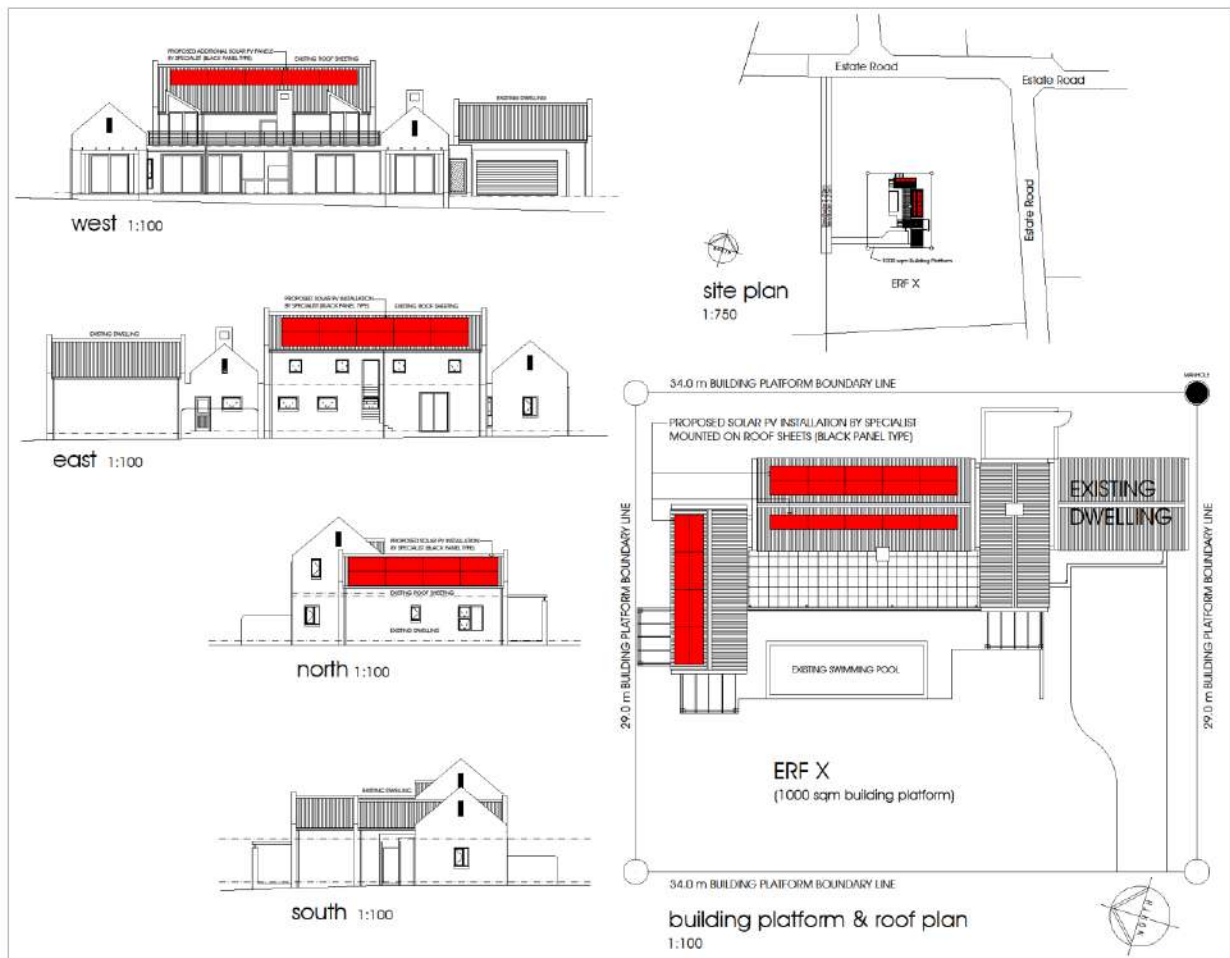 PROPOSED ADDITIONAL SOLAR PV PANELS
BY SPECIALIST (BLACK PANEL TYPE)
EXISTING ROOF SHEETING
EXISTING DWELLING
west 1:100
PROPOSED SOLAR PV INSTALLATION
BY SPECIALIST (BLACK PANEL TYPE)
EXISTING ROOF SHEETING
EXISTING DWELLING
east 1:100
PROPOSED SOLAR PV INSTALLATION
BY SPECIALIST (BLACK PANEL TYPE)
EXISTING ROOF SHEETING
EXISTING DWELLING
north 1:100
EXISTING DWELLING
south 1:100
Estate Road
Estate Road
Estate Road
1000 sqm Building Platform
ERF X
site plan
1:750
34.0 m BUILDING PLATFORM BOUNDARY LINE
MANHOLE
PROPOSED SOLAR PV INSTALLATION BY SPECIALIST
MOUNTED ON ROOF SHEETS (BLACK PANEL TYPE)
EXISTING
DWELLING
29.0 m BUILDING PLATFORM BOUNDARY LINE
29.0 m BUILDING PLATFORM BOUNDARY LINE
EXISTING SWIMMING POOL
ERF X
(1000 sqm building platform)
34.0 m BUILDING PLATFORM BOUNDARY LINE
building platform & roof plan
1:100